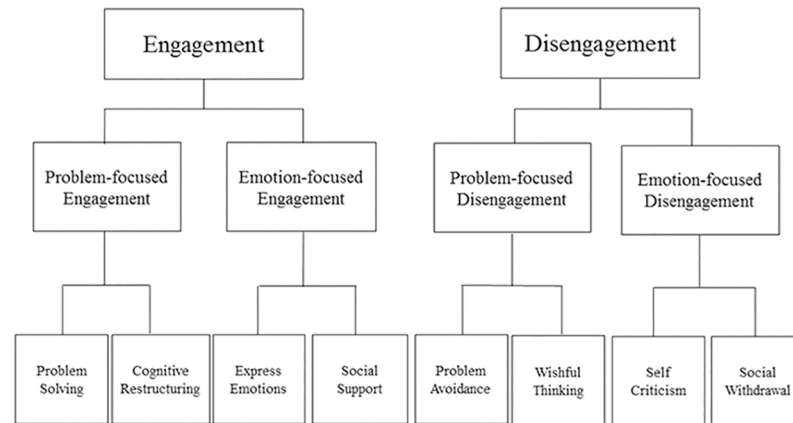 Engagement
Disengagement
Problem-focused
Engagement
Emotion-focused
Engagement
Problem-focused
Disengagement
Emotion-focused
Disengagement
Problem
Solving
Cognitive
Restructuring
Express
Emotions
Social
Support
Problem
Avoidance
Wishful
Thinking
Self
Criticism
Social
Withdrawal